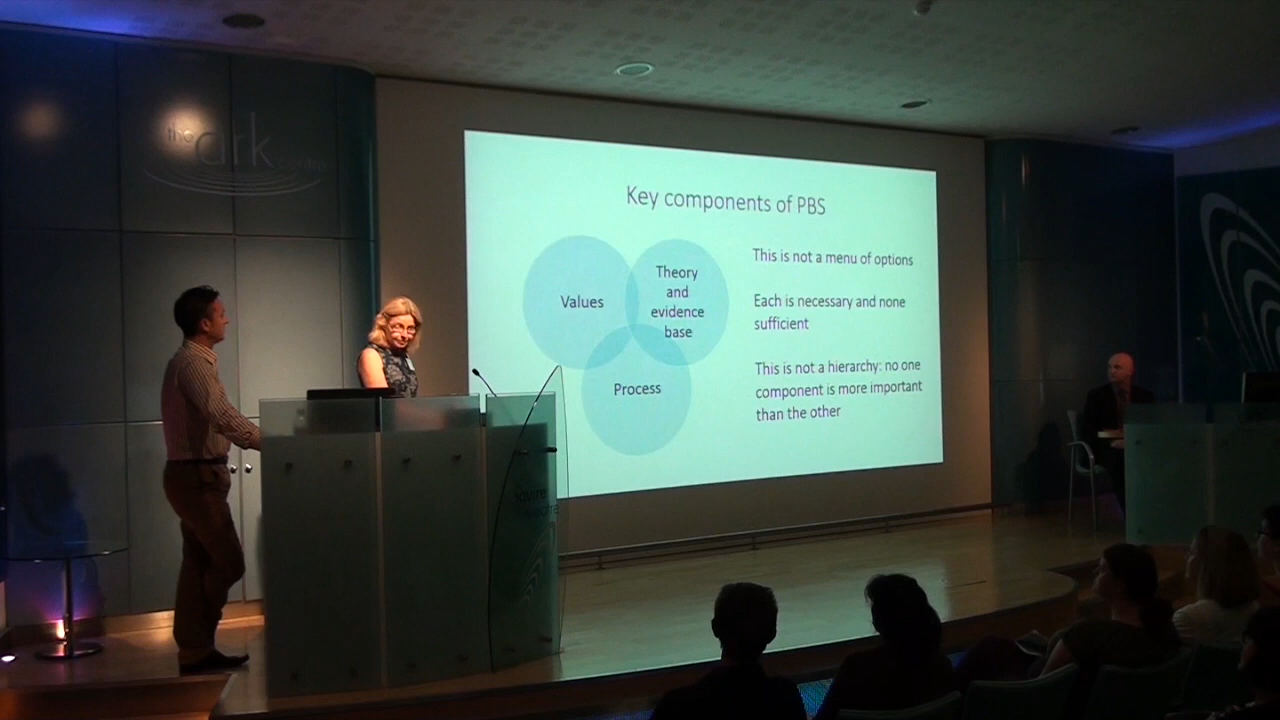 the ark centre
Key components of PBS
Values
Theory
and
evidence
base
Process
This is not a menu of options
Each is necessary and none
sufficient
This is not a hierarchy: no one
component is more important
than the other